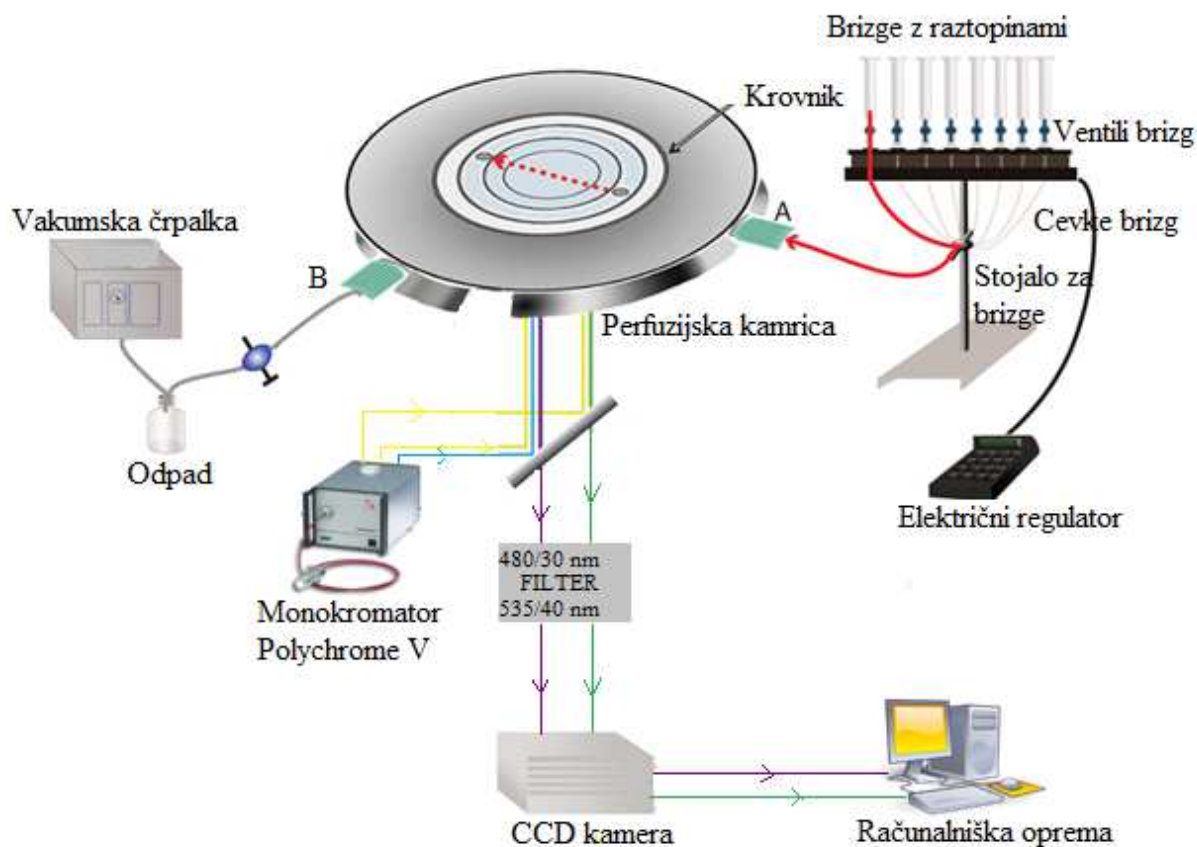 Brizge z raztopinami
Krovnik
Ventili brizg
A
Vakumska črpalka
Cevke brizg
B
Stojalo za
brizge
Perfuzijska kamrica
Odpad
Električni regulator
480/30 nm
FILTER
535/40 nm
Monokromator
Polychrome V
CCD kamera
Računalniška oprema